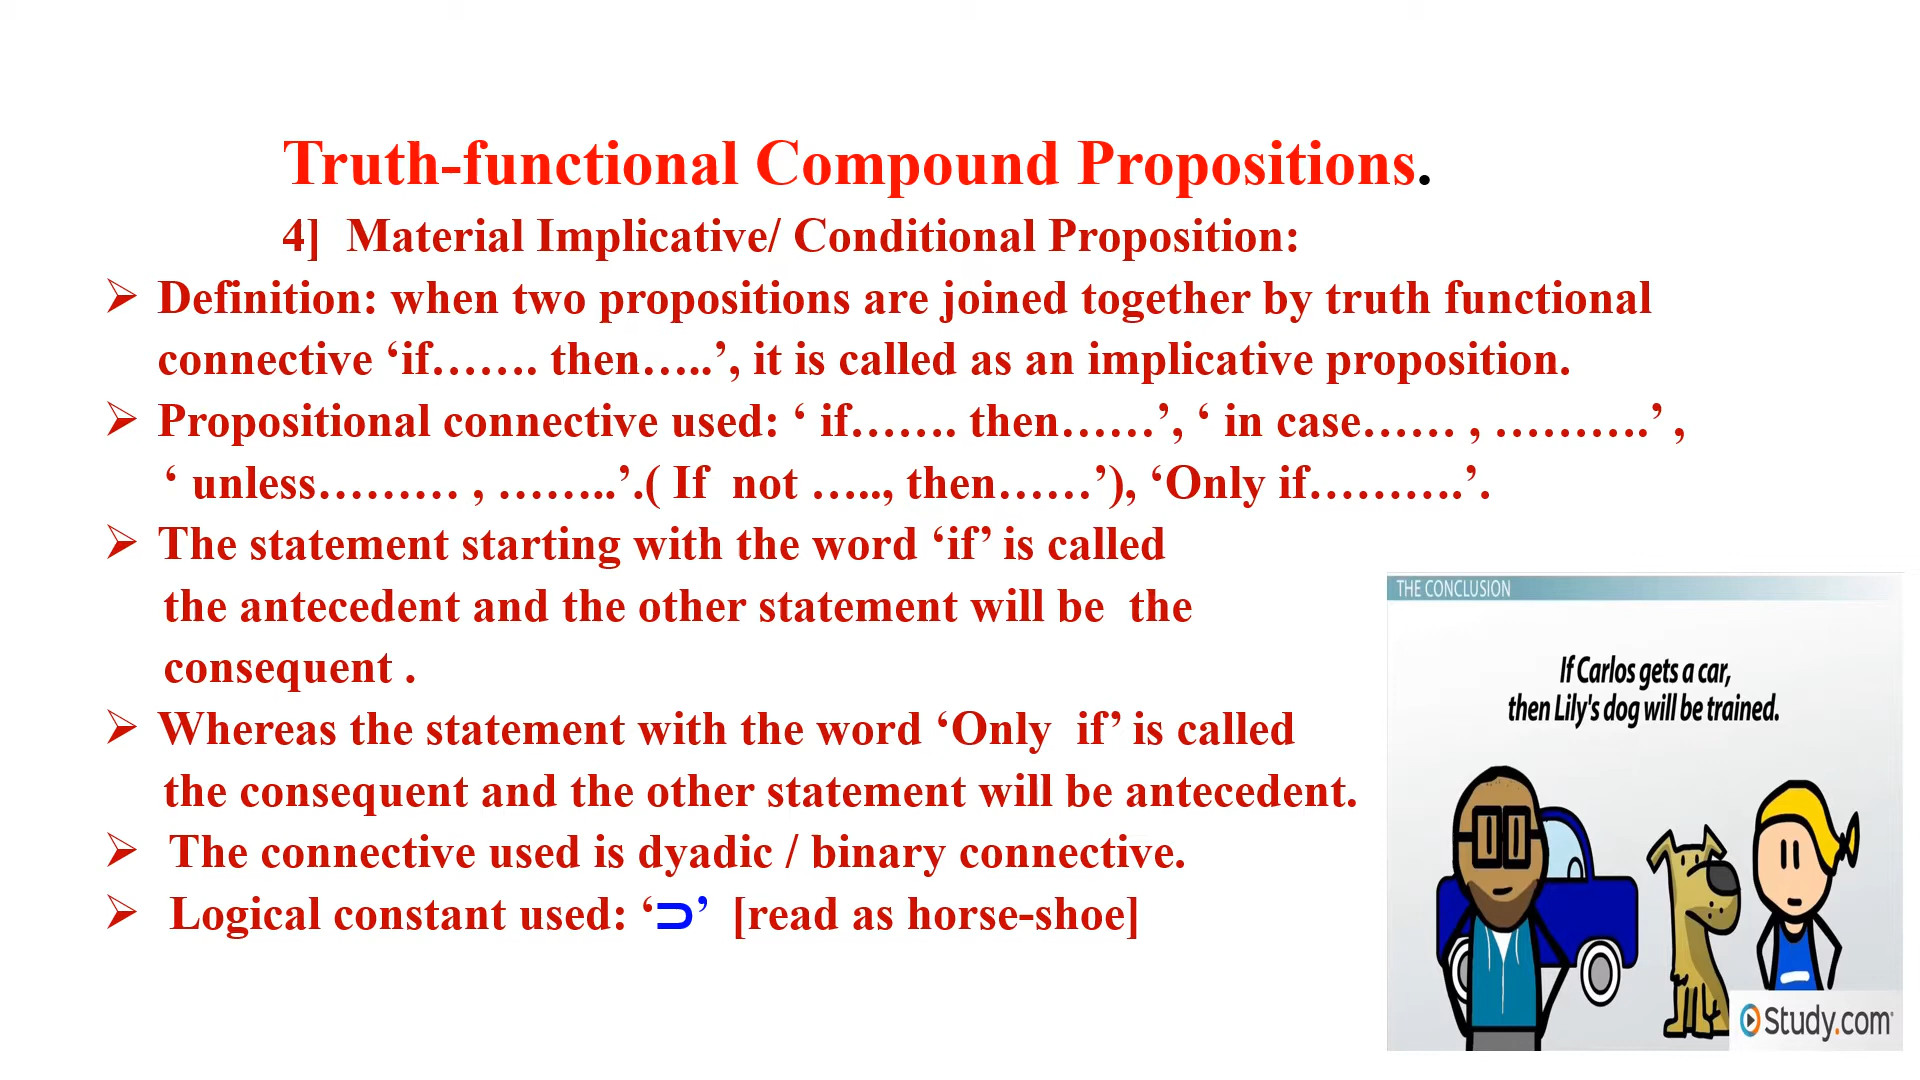 Truth-functional Compound Propositions.
4] Material Implicative/ Conditional Proposition:
➢ Definition: when two propositions are joined together by truth functional
connective ‘if……. then…..’, it is called as an implicative proposition.
➢ Propositional connective used: ‘ if……. then……’, ‘ in case…… , ……….’ ,
‘ unless……… , ……..’.( If not ….., then……’), ‘Only if……….’.
➢ The statement starting with the word ‘if’ is called
the antecedent and the other statement will be the
consequent .
➢ Whereas the statement with the word ‘Only if’ is called
the consequent and the other statement will be antecedent.
➢ The connective used is dyadic / binary connective.
➢ Logical constant used: ‘⊃’ [read as horse-shoe]
THE CONCLUSION
If Carlos gets a car,
then Lily's dog will be trained.
Study.com